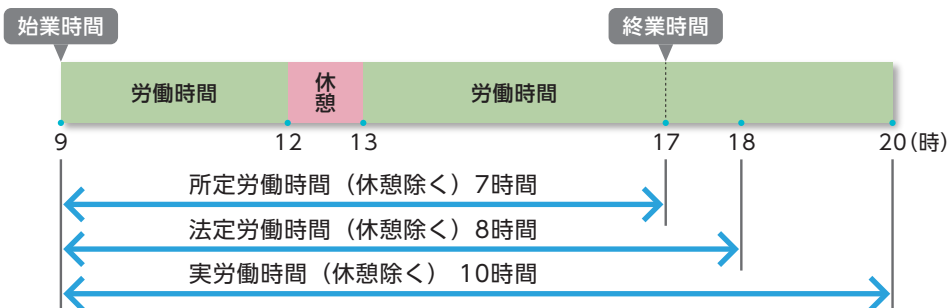 始業時間
終業時間
労働時間
休憩
労働時間
9 12 13 17 18 20(時)
所定労働時間（休憩除く）7時間
法定労働時間（休憩除く）8時間
実労働時間（休憩除く） 10時間